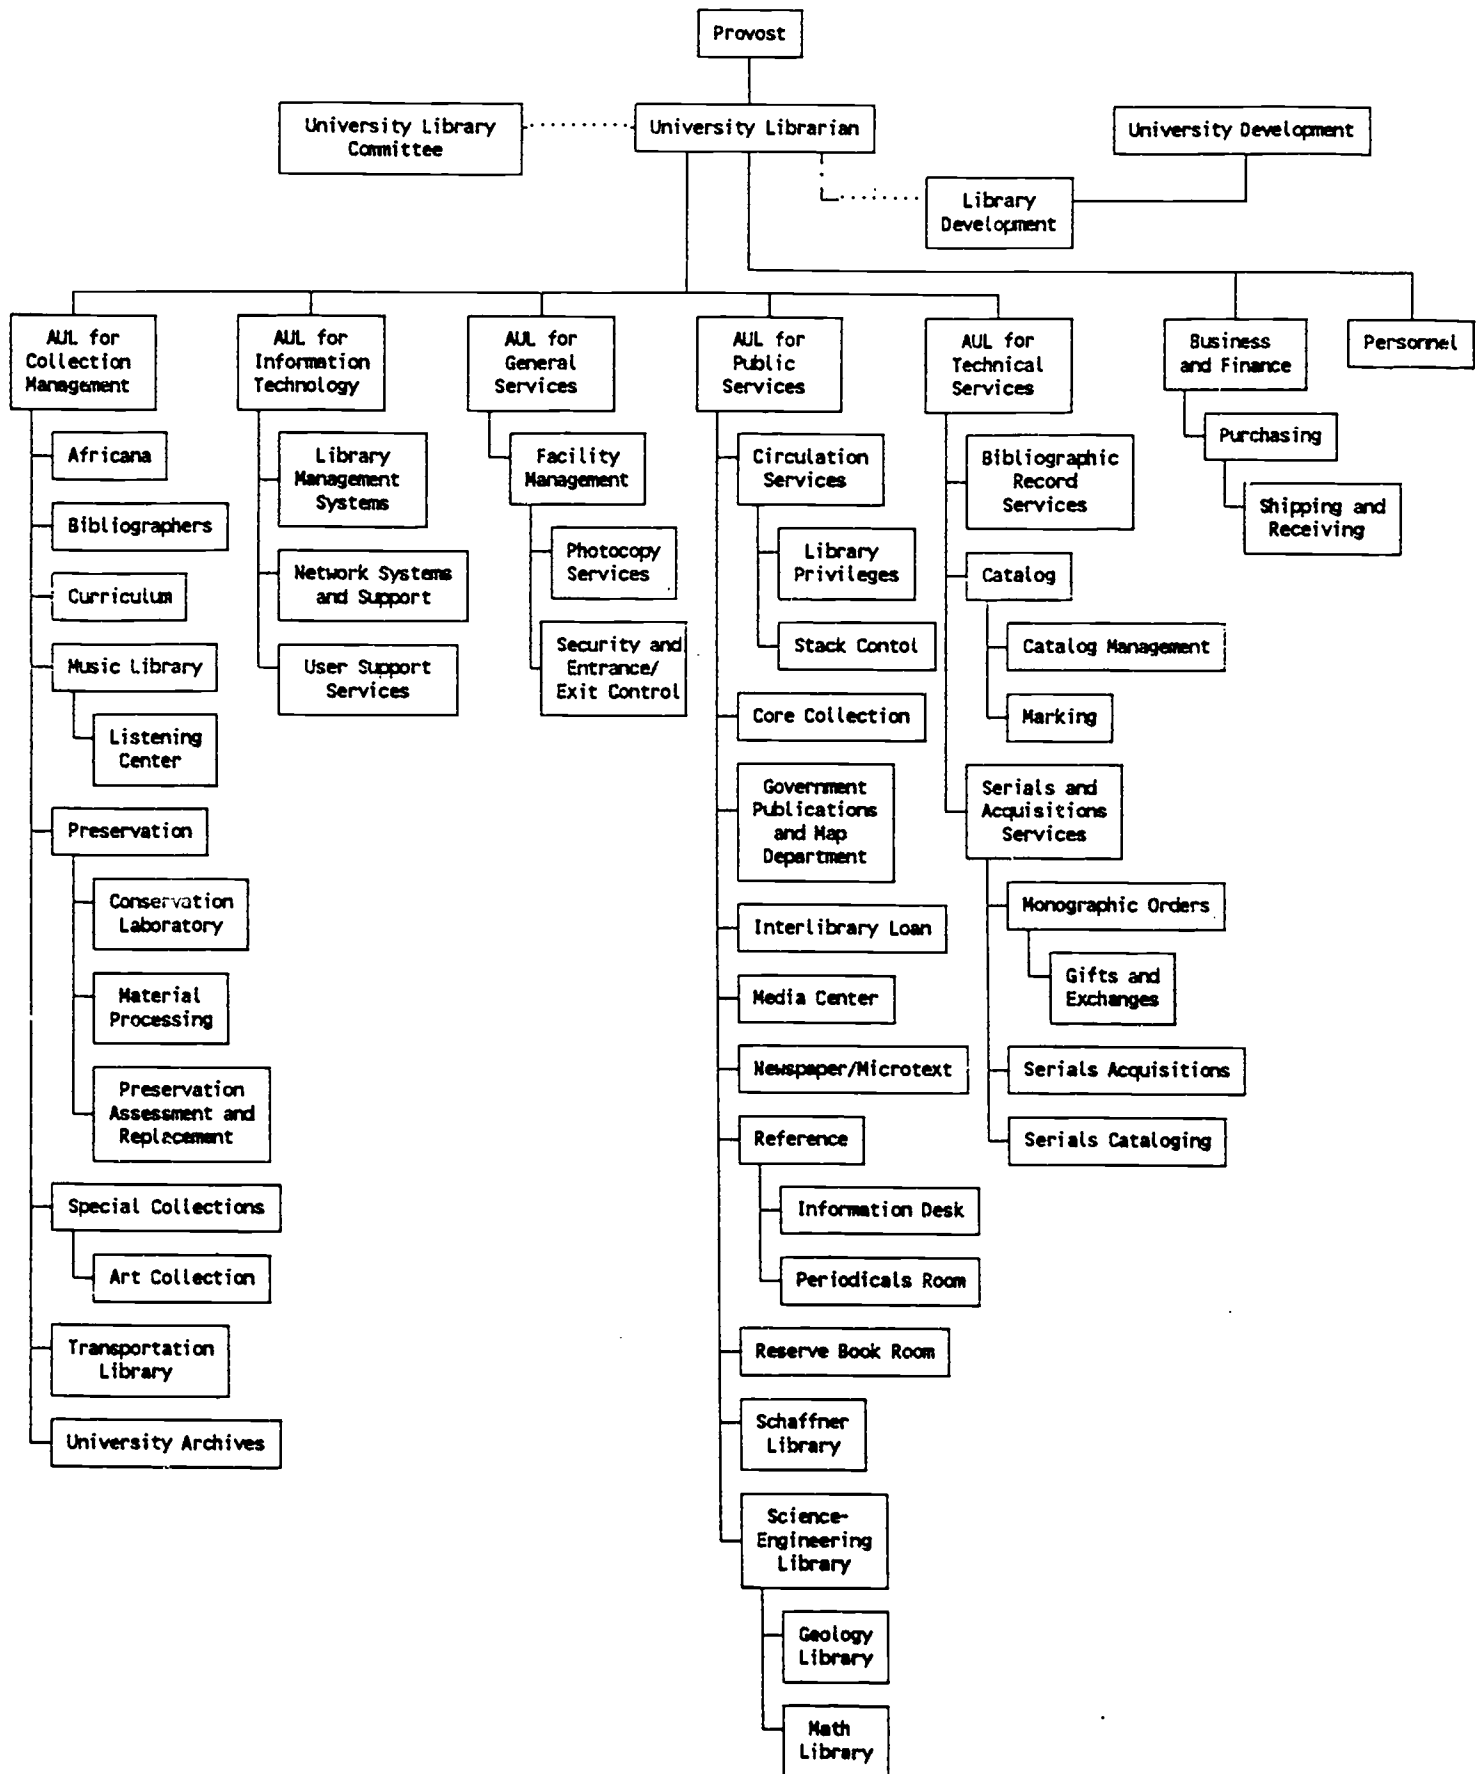 Provost
University Library
Committee
University Librarian
University Development
Library
Development
AUL for
Collection
Management
AUL for
Information
Technology
AUL for
General
Services
AUL for
Public
Services
AUL for
Technical
Services
Business
and Finance
Personnel
Africana
Bibliographers
Curriculum
Music Library
Listening
Center
Preservation
Conservation
Laboratory
Material
Processing
Preservation
Assessment and
Replacement
Special Collections
Art Collection
Transportation
Library
University Archives
Library
Management
Systems
Network Systems
and Support
User Support
Services
Facility
Management
Photocopy
Services
Security and
Entrance/
Exit Control
Circulation
Services
Library
Privileges
Stack Contol
Core Collection
Government
Publications
and Map
Department
Interlibrary Loan
Media Center
Newspaper/Microtext
Reference
Information Desk
Periodicals Room
Reserve Book Room
Schaffner
Library
Science-
Engineering
Library
Geology
Library
Math
Library
Bibliographic
Record
Services
Catalog
Catalog Management
Marking
Serials and
Acquisitions
Services
Monographic Orders
Gifts and
Exchanges
Serials Acquisitions
Serials Cataloging
Purchasing
Shipping and
Receiving